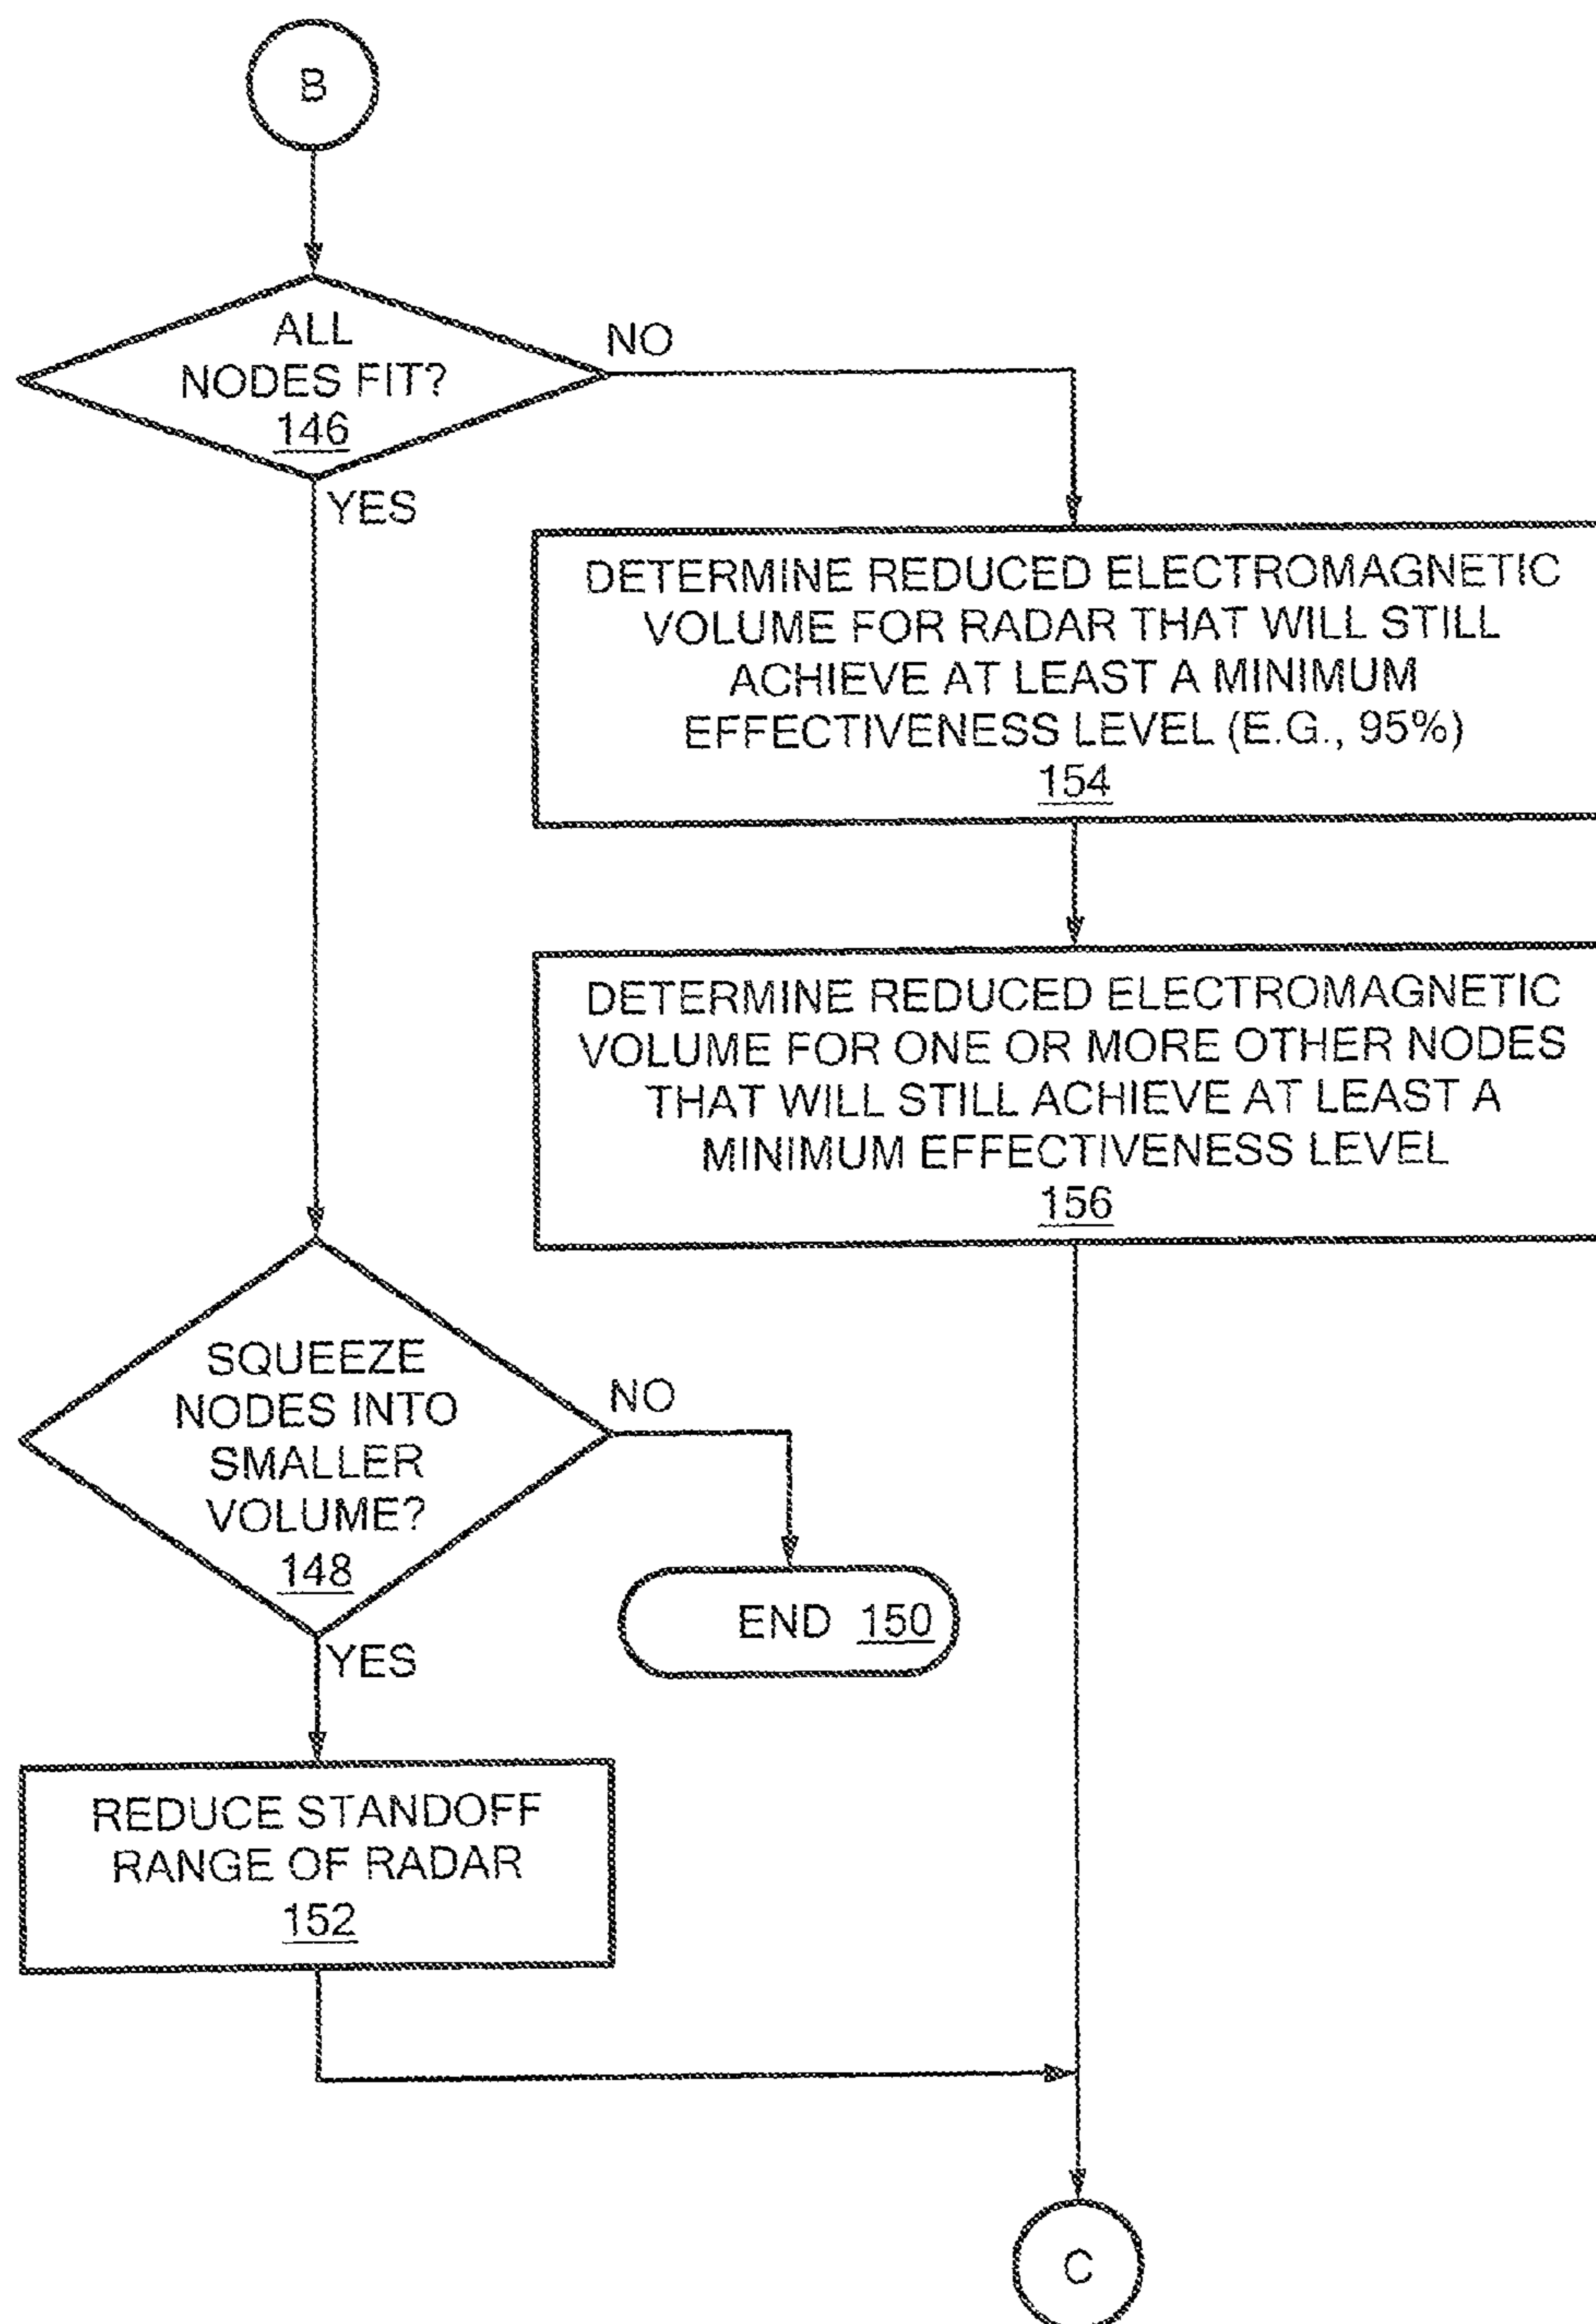 B
ALL
NODES FIT?
146
NO
YES
DETERMINE REDUCED ELECTROMAGNETIC
VOLUME FOR RADAR THAT WILL STILL
ACHIEVE AT LEAST A MINIMUM
EFFECTIVENESS LEVEL (E.G., 95%)
154
DETERMINE REDUCED ELECTROMAGNETIC
VOLUME FOR ONE OR MORE OTHER NODES
THAT WILL STILL ACHIEVE AT LEAST A
MINIMUM EFFECTIVENESS LEVEL
156
SQUEEZE
NODES INTO
SMALLER
VOLUME?
148
NO
YES
END 150
REDUCE STANDOFF
RANGE OF RADAR
152
C